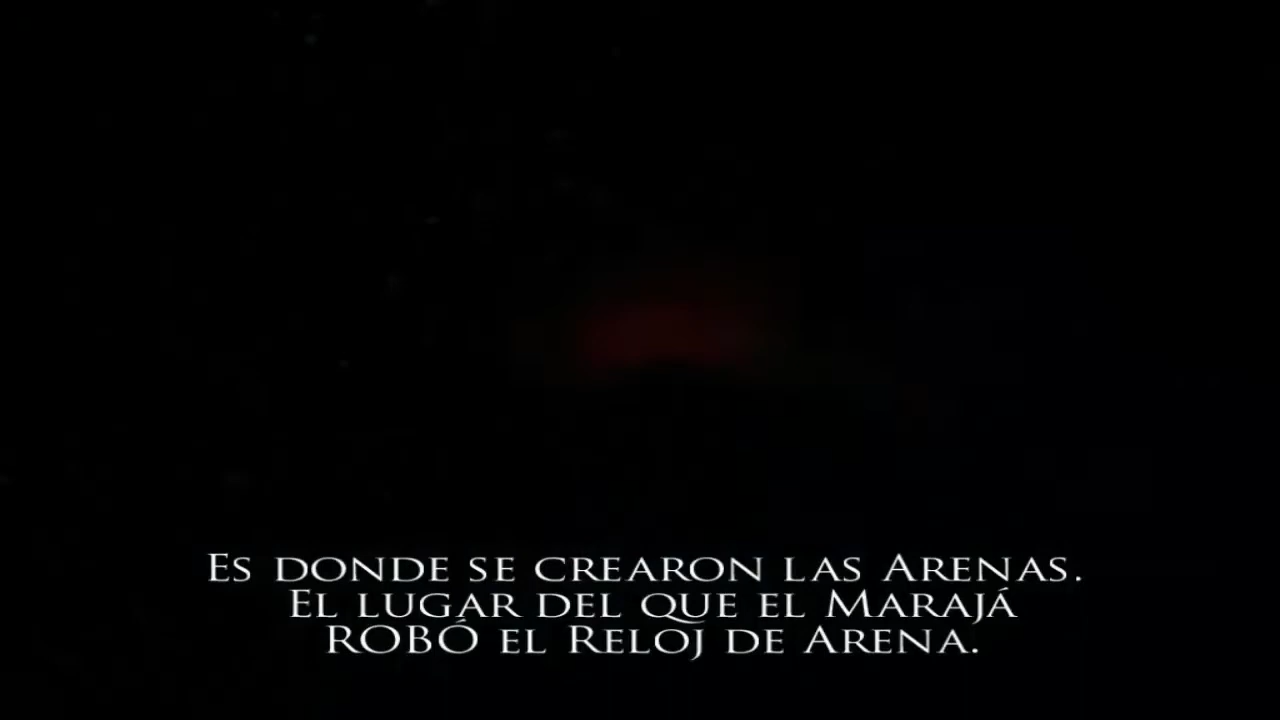 Es donde se crearon las Arenas.
El lugar del que el Marajá
robó el Reloj de Arena.